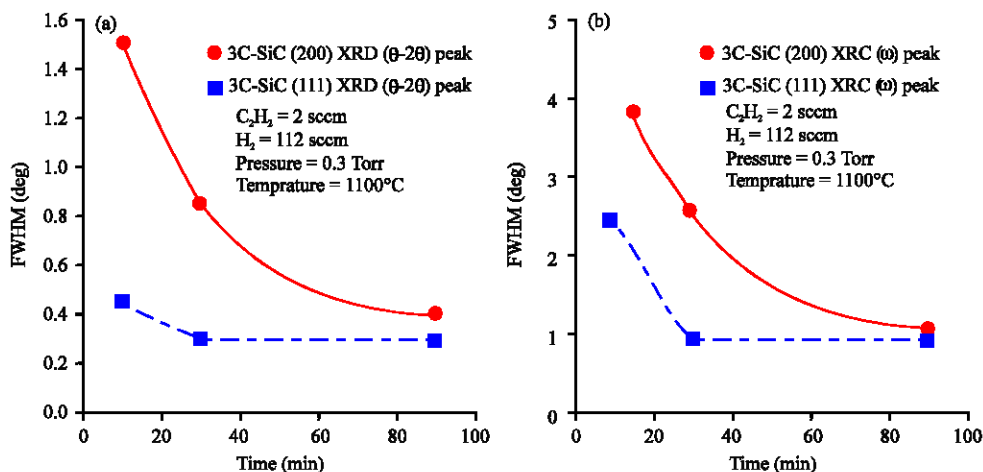 (a)
3C-SiC (200) XRD (θ-2θ) peak
3C-SiC (111) XRD (θ-2θ) peak
C₂H₂ = 2 sccm
H₂ = 112 sccm
Pressure = 0.3 Torr
Temprature = 1100°C
FWHM (deg)
1.6
1.4
1.2
1.0
0.8
0.6
0.4
0.2
0.0
0 20 40 60 80 100
Time (min)
(b)
3C-SiC (200) XRC (ω) peak
3C-SiC (111) XRC (ω) peak
C₂H₂ = 2 sccm
H₂ = 112 sccm
Pressure = 0.3 Torr
Temprature = 1100°C
FWHM (deg)
5
4
3
2
1
0
0 20 40 60 80 100
Time (min)